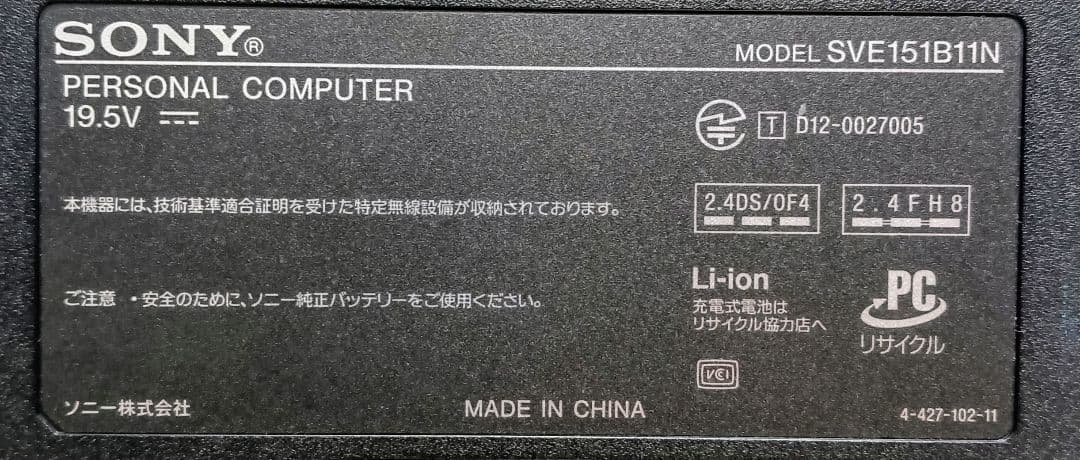 SONY®
MODEL SVE151B11N
PERSONAL COMPUTER
19.5V
T D12-0027005
本機器には、技術基準適合証明を受けた特定無線設備が収納されております。
2.4DS/OF4
2.4FH8
ご注意 ・安全のために、ソニー純正バッテリーをご使用ください。
Li-ion
充電式電池は
リサイクル協力店へ
PC
リサイクル
VCI
ソニー株式会社
MADE IN CHINA
4-427-102-11